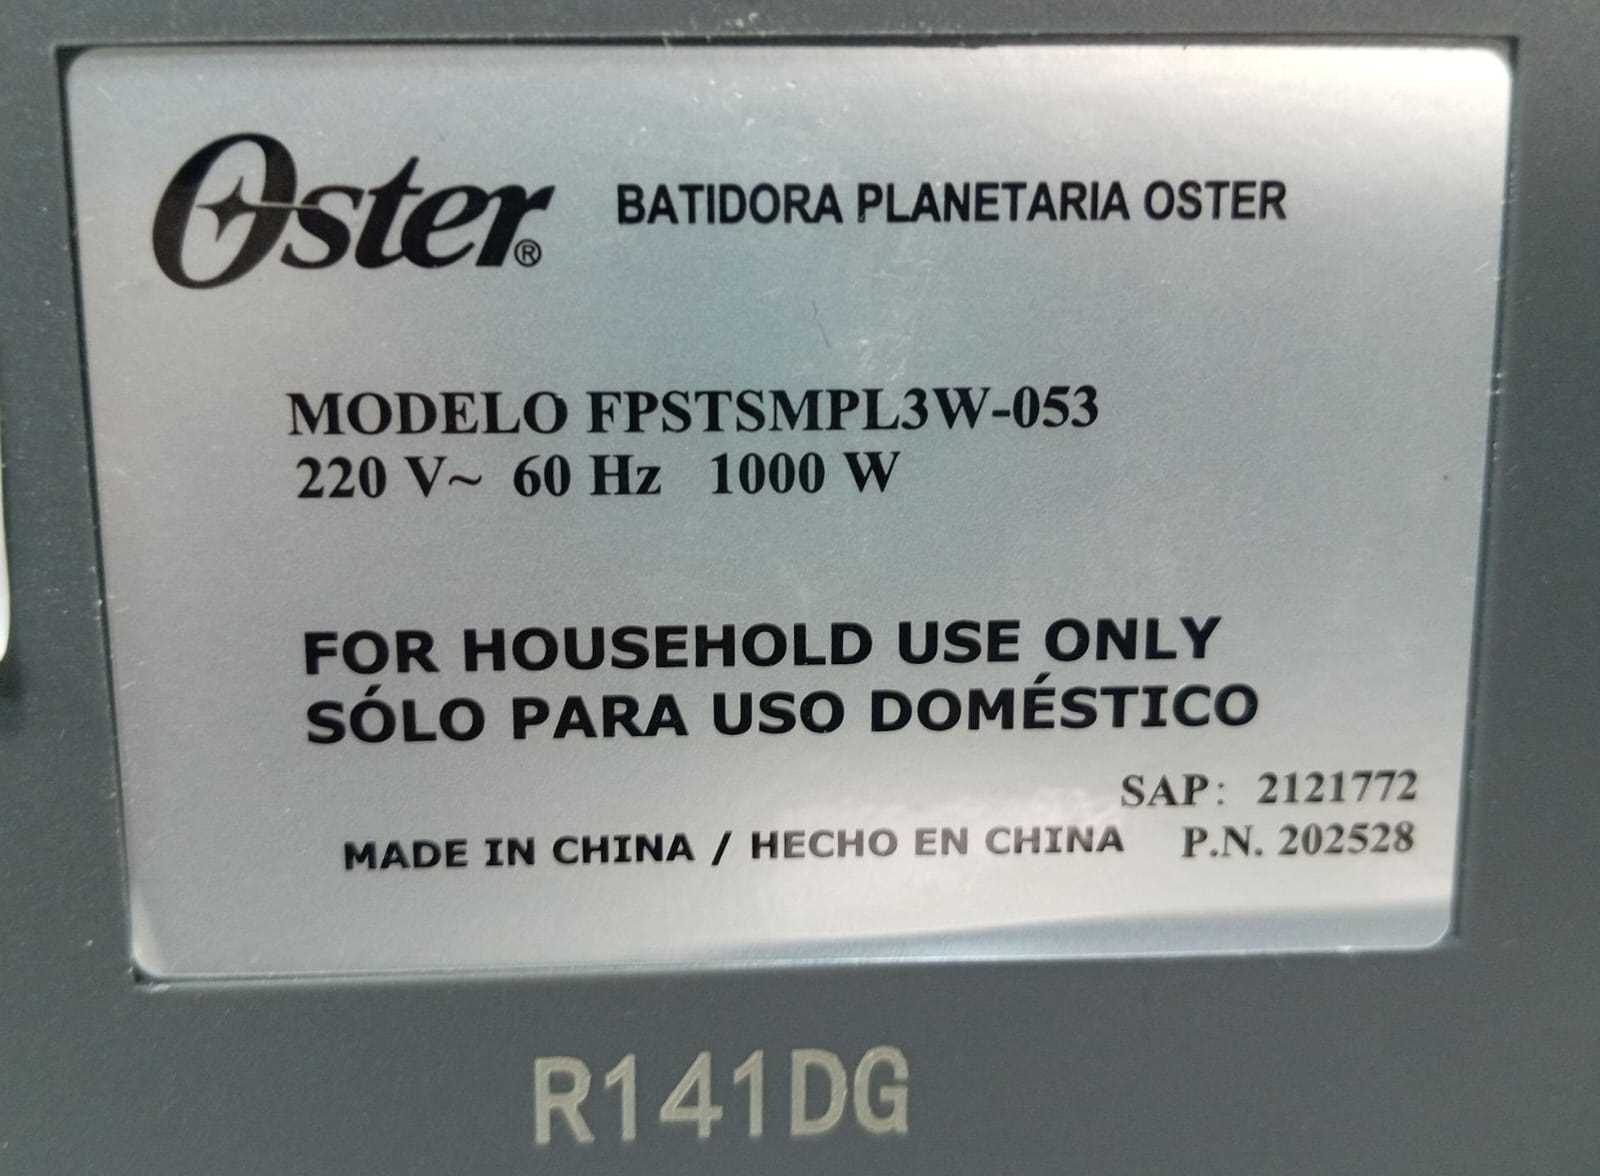 Oster® BATIDORA PLANETARIA OSTER
MODELO FPSTSMPL3W-053
220 V~ 60 Hz 1000 W
FOR HOUSEHOLD USE ONLY
SÓLO PARA USO DOMÉSTICO
SAP: 2121772
MADE IN CHINA / HECHO EN CHINA P.N. 202528
R141DG